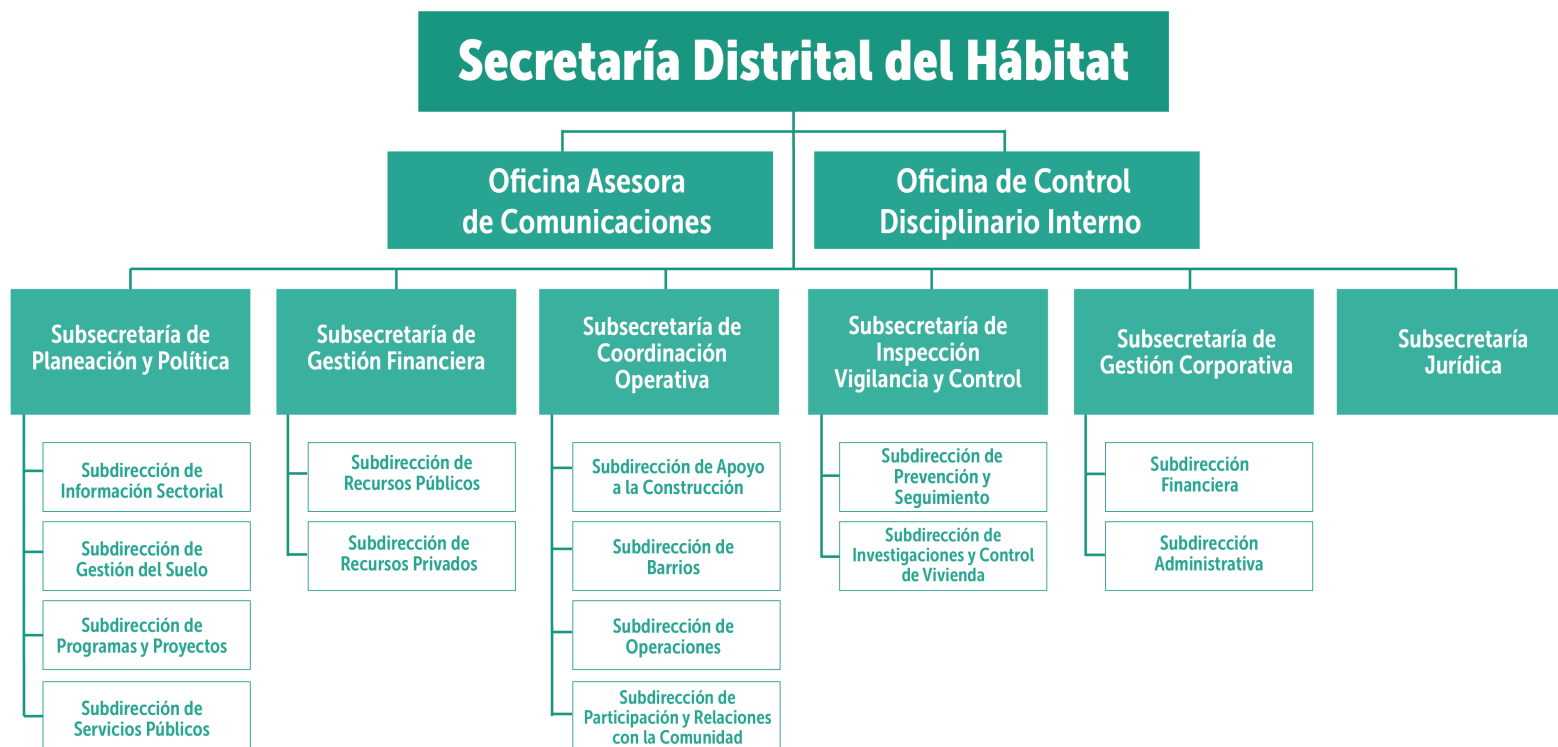 Secretaría Distrital del Hábitat
Oficina Asesora
de Comunicaciones
Oficina de Control
Disciplinario Interno
Subsecretaría de
Planeación y Política
Subsecretaría de
Gestión Financiera
Subsecretaría de
Coordinación
Operativa
Subsecretaría de
Inspección
Vigilancia y Control
Subsecretaría de
Gestión Corporativa
Subsecretaría
Jurídica
Subdirección de
Información Sectorial
Subdirección de
Gestión del Suelo
Subdirección de
Programas y Proyectos
Subdirección de
Servicios Públicos
Subdirección de
Recursos Públicos
Subdirección de
Recursos Privados
Subdirección de Apoyo
a la Construcción
Subdirección de
Barrios
Subdirección de
Operaciones
Subdirección de
Participación y Relaciones
con la Comunidad
Subdirección de
Prevención y
Seguimiento
Subdirección de
Investigaciones y Control
de Vivienda
Subdirección
Financiera
Subdirección
Administrativa